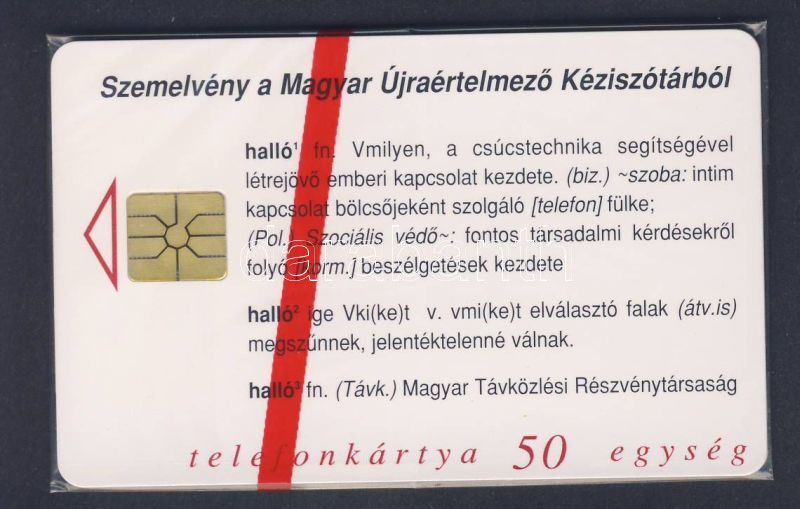 Szemelvény a Magyar Újraértelmező Kéziszótárból
halló¹ fn. Vmilyen, a csúcstechnika segítségével
létrejövő emberi kapcsolat kezdete. (biz.) ~szoba: intim
kapcsolat bölcsőjeként szolgáló [telefon] fülke;
(Pol.) Szociális védő~: fontos társadalmi kérdésekről
folyó [korm.] beszélgetések kezdete
darabanth
halló² ige Vki(ke)t v. vmi(ke)t elválasztó falak (átv.is)
megszűnnek, jelentéktelenné válnak.
halló³ fn. (Távk.) Magyar Távközlési Részvénytársaság
telefonkártya 50 egység